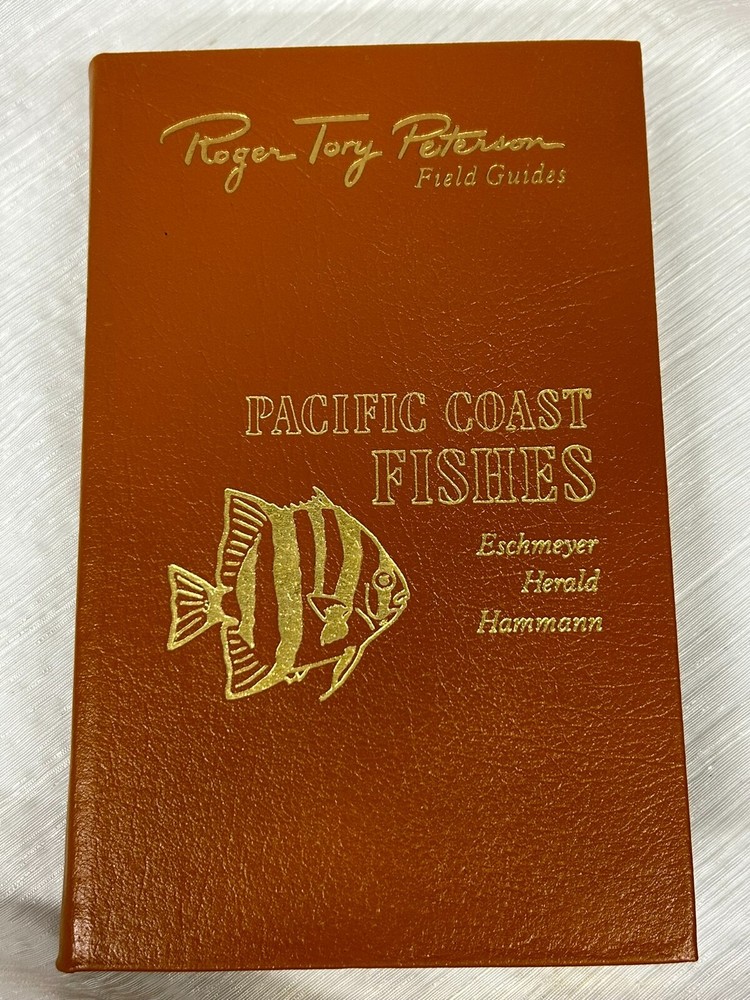 Roger Tory Peterson
Field Guides
PACIFIC COAST
FISHES
Eschmeyer
Herald
Hammann